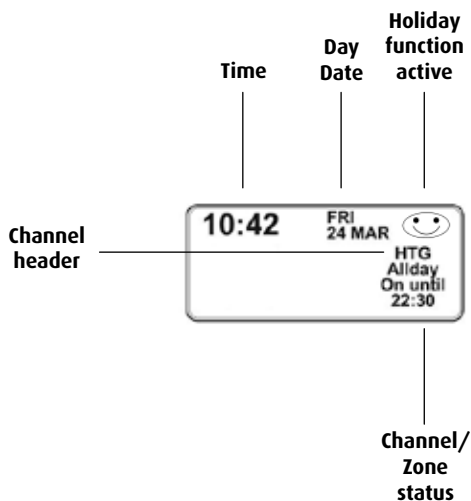 Holiday
function
active
Day
Date
Time
10:42
FRI
24 MAR
Channel
header
HTG
Allday
On until
22:30
Channel/
Zone
status